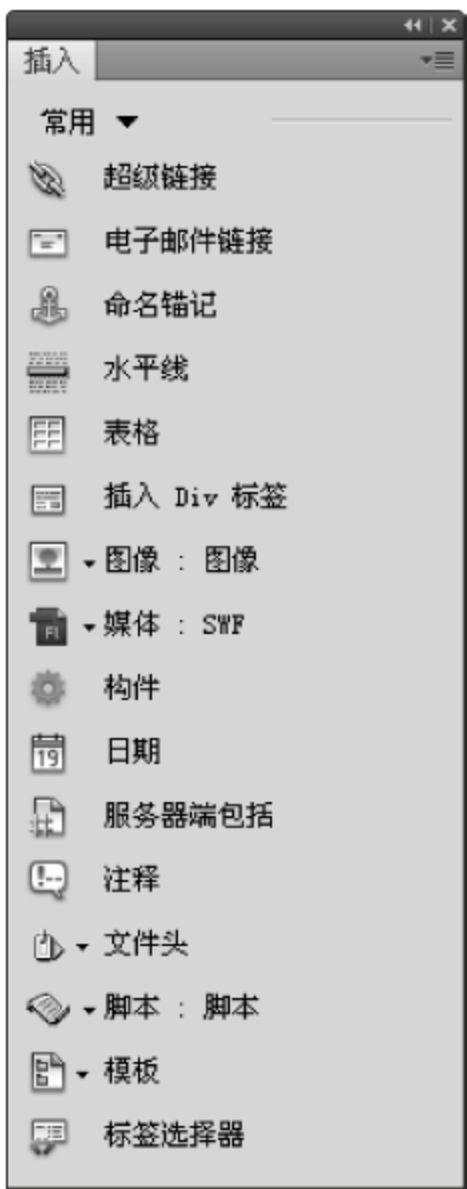 插入
常用
超级链接
电子邮件链接
命名锚记
水平线
表格
插入 Div 标签
图像 : 图像
媒体 : SWF
构件
19 日期
服务器端包括
注释
文件头
脚本 : 脚本
模板
标签选择器